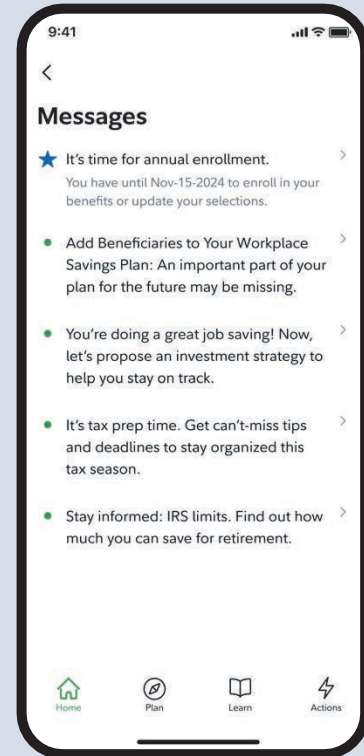 9:41
Messages
It’s time for annual enrollment.
You have until Nov-15-2024 to enroll in your
benefits or update your selections.
Add Beneficiaries to Your Workplace
Savings Plan: An important part of your
plan for the future may be missing.
You’re doing a great job saving! Now,
let’s propose an investment strategy to
help you stay on track.
It’s tax prep time. Get can’t-miss tips
and deadlines to stay organized this
tax season.
Stay informed: IRS limits. Find out how
much you can save for retirement.
Home Plan Learn Actions